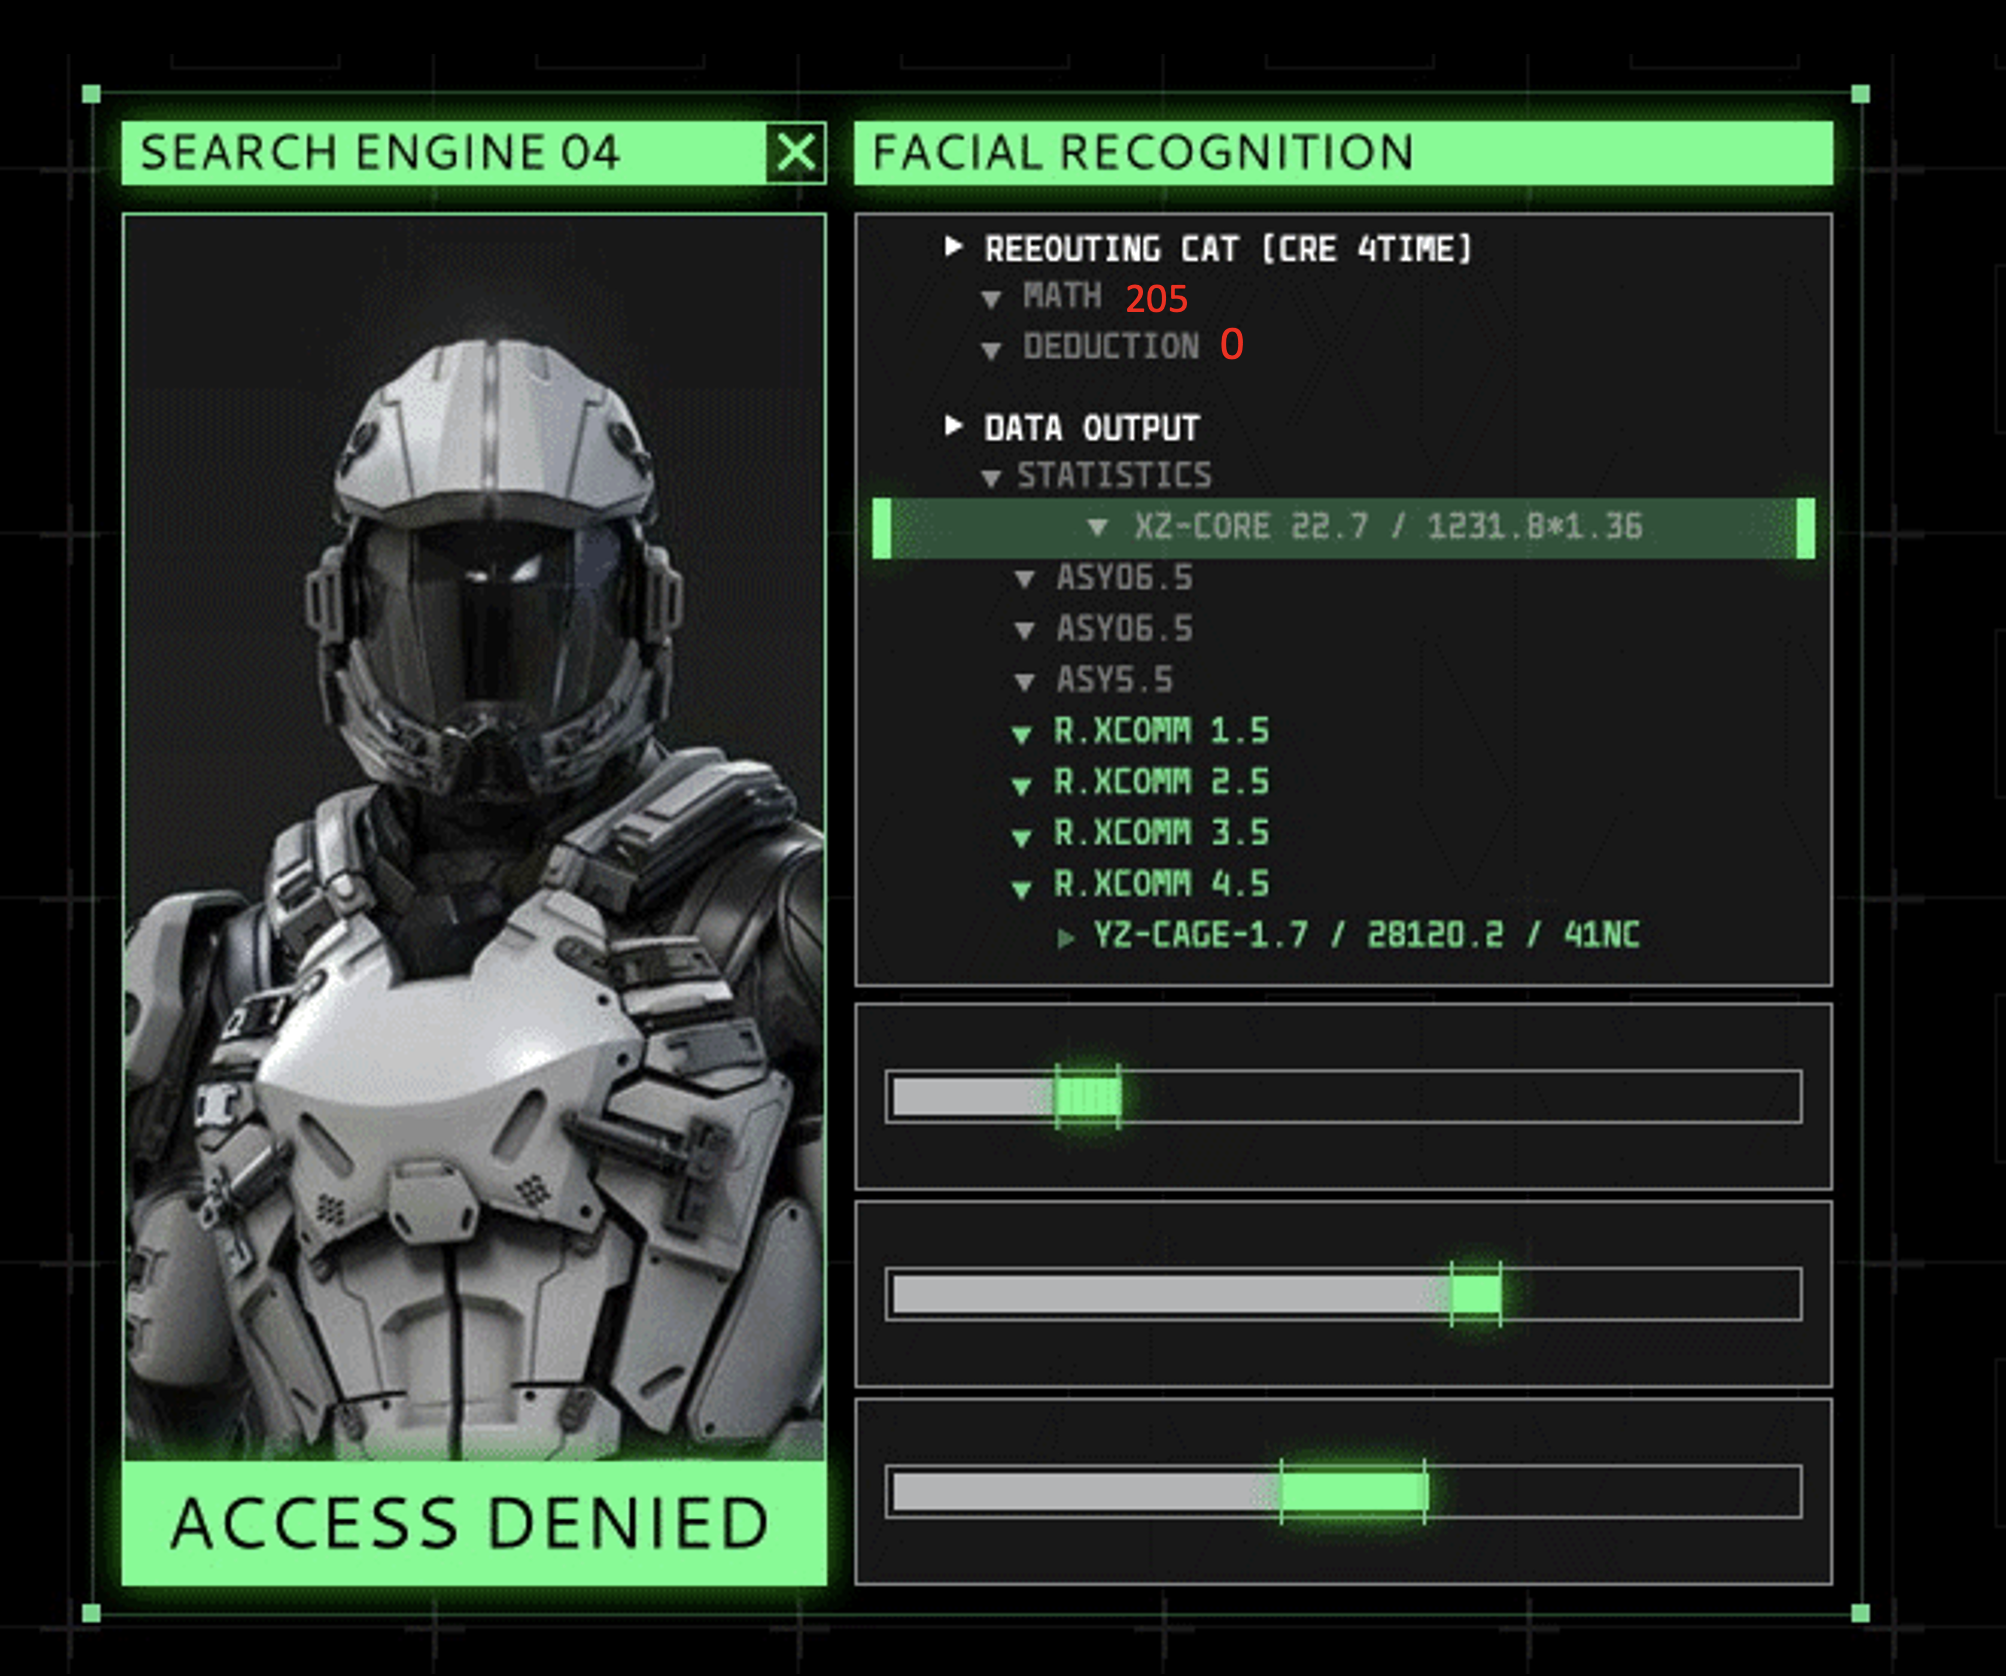 SEARCH ENGINE 04
FACIAL RECOGNITION
REEOUTING CAT [CRE 4TIME]
MATH 205
DEDUCTION 0
DATA OUTPUT
STATISTICS
XZ-CORE 22.7 / 1231.8*1.36
ASY06.5
ASY06.5
ASY5.5
R.XCOMM 1.5
R.XCOMM 2.5
R.XCOMM 3.5
R.XCOMM 4.5
YZ-CAGE-1.7 / 28120.2 / 41NC
ACCESS DENIED